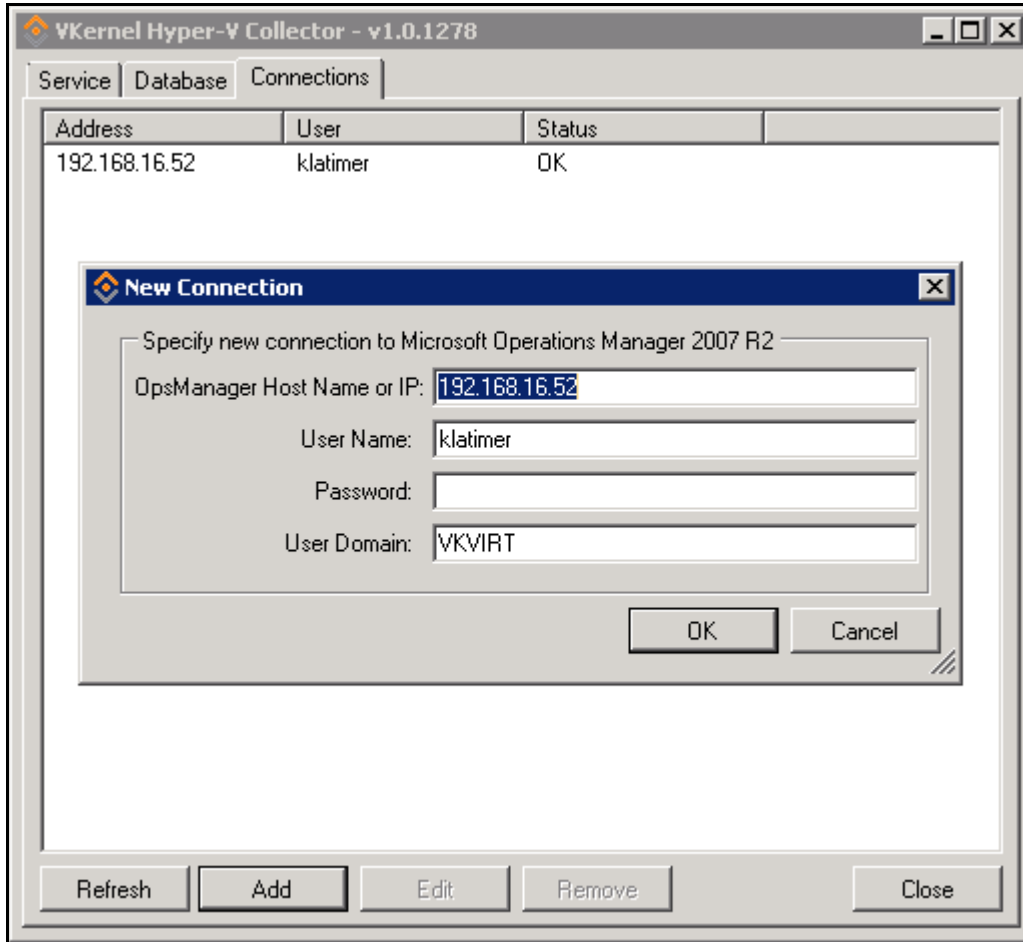 VKernel Hyper-V Collector - v1.0.1278
Service Database Connections
Address User Status
192.168.16.52 klatimer OK
New Connection
Specify new connection to Microsoft Operations Manager 2007 R2
OpsManager Host Name or IP: 192.168.16.52
User Name: klatimer
Password:
User Domain: VKVIRT
OK Cancel
Refresh Add Edit Remove Close